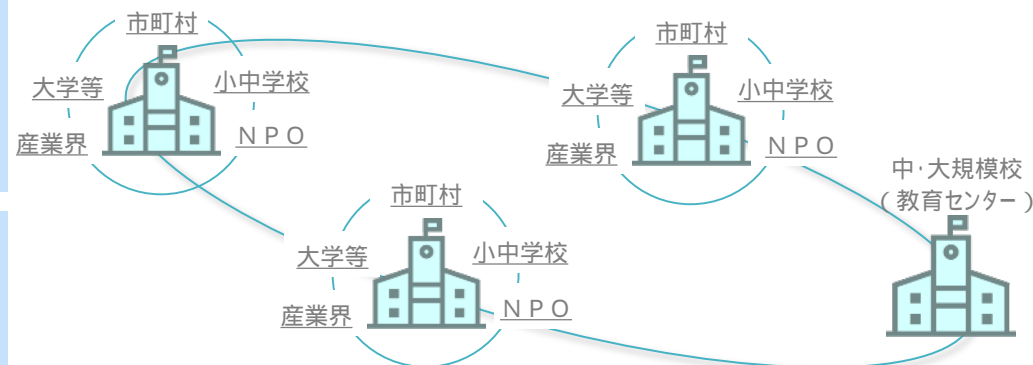 市町村
大学等
小中学校
産業界
ＮＰＯ
市町村
大学等
小中学校
産業界
ＮＰＯ
中・大規模校
（教育センター）
市町村
大学等
小中学校
産業界
ＮＰＯ